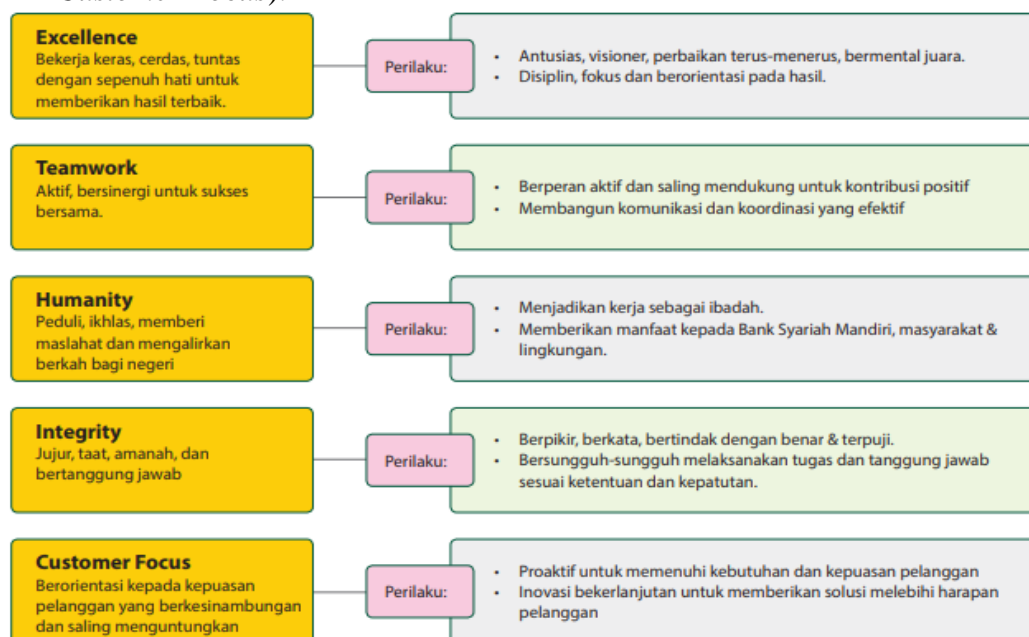 Customer Focus).
Excellence
Bekerja keras, cerdas, tuntas
dengan sepenuh hati untuk
memberikan hasil terbaik.
Perilaku:
• Antusias, visioner, perbaikan terus-menerus, bermental juara.
• Disiplin, fokus dan berorientasi pada hasil.
Teamwork
Aktif, bersinergi untuk sukses
bersama.
Perilaku:
• Berperan aktif dan saling mendukung untuk kontribusi positif
• Membangun komunikasi dan koordinasi yang efektif
Humanity
Peduli, ikhlas, memberi
maslahat dan mengalirkan
berkah bagi negeri
Perilaku:
• Menjadikan kerja sebagai ibadah.
• Memberikan manfaat kepada Bank Syariah Mandiri, masyarakat &
lingkungan.
Integrity
Jujur, taat, amanah, dan
bertanggung jawab
Perilaku:
• Berpikir, berkata, bertindak dengan benar & terpuji.
• Bersungguh-sungguh melaksanakan tugas dan tanggung jawab
sesuai ketentuan dan kepatutan.
Customer Focus
Berorientasi kepada kepuasan
pelanggan yang berkesinambungan
dan saling menguntungkan
Perilaku:
• Proaktif untuk memenuhi kebutuhan dan kepuasan pelanggan
• Inovasi bekerlanjutan untuk memberikan solusi melebihi harapan
pelanggan